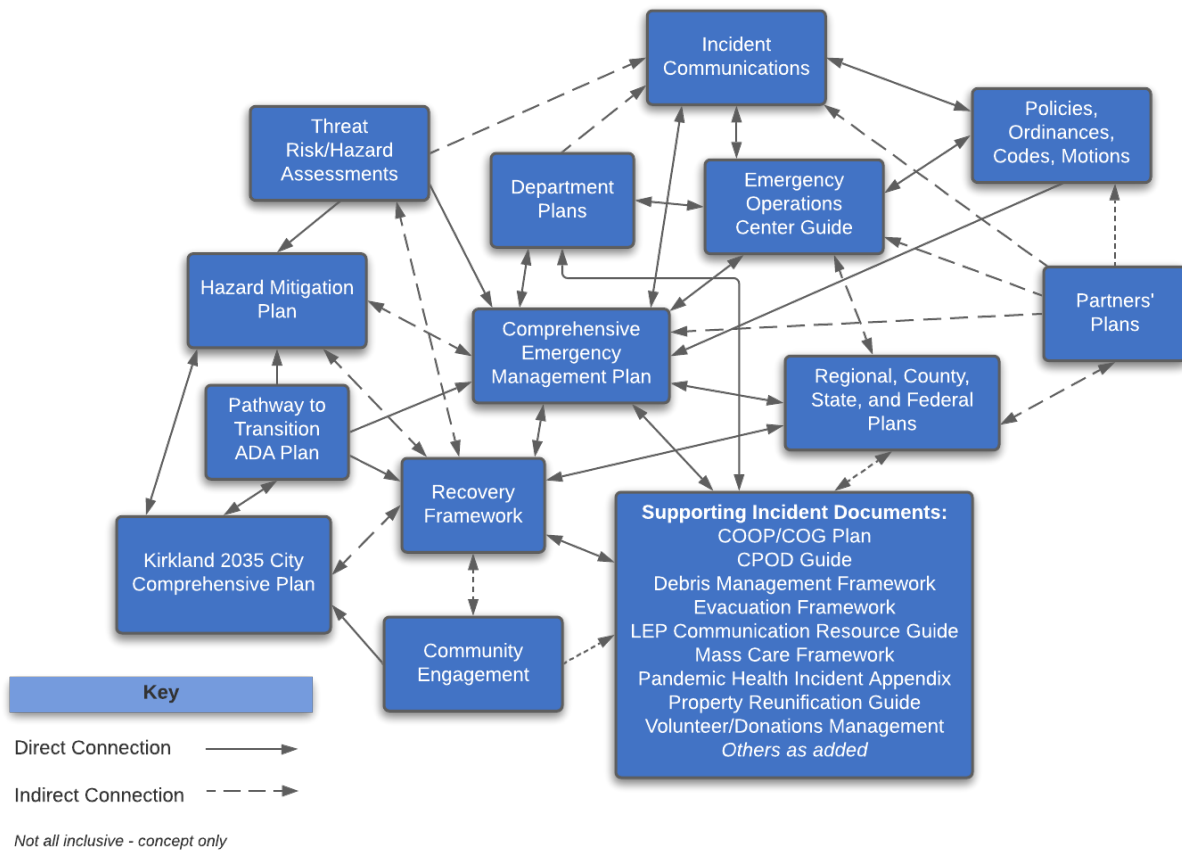 Incident
Communications
Policies,
Ordinances,
Codes, Motions
Threat
Risk/Hazard
Assessments
Department
Plans
Emergency
Operations
Center Guide
Hazard Mitigation
Plan
Partners'
Plans
Comprehensive
Emergency
Management Plan
Regional, County,
State, and Federal
Plans
Pathway to
Transition
ADA Plan
Recovery
Framework
Supporting Incident Documents:
COOP/COG Plan
CPOD Guide
Debris Management Framework
Evacuation Framework
LEP Communication Resource Guide
Mass Care Framework
Pandemic Health Incident Appendix
Property Reunification Guide
Volunteer/Donations Management
Others as added
Kirkland 2035 City
Comprehensive Plan
Community
Engagement
Key
Direct Connection
Indirect Connection
Not all inclusive - concept only